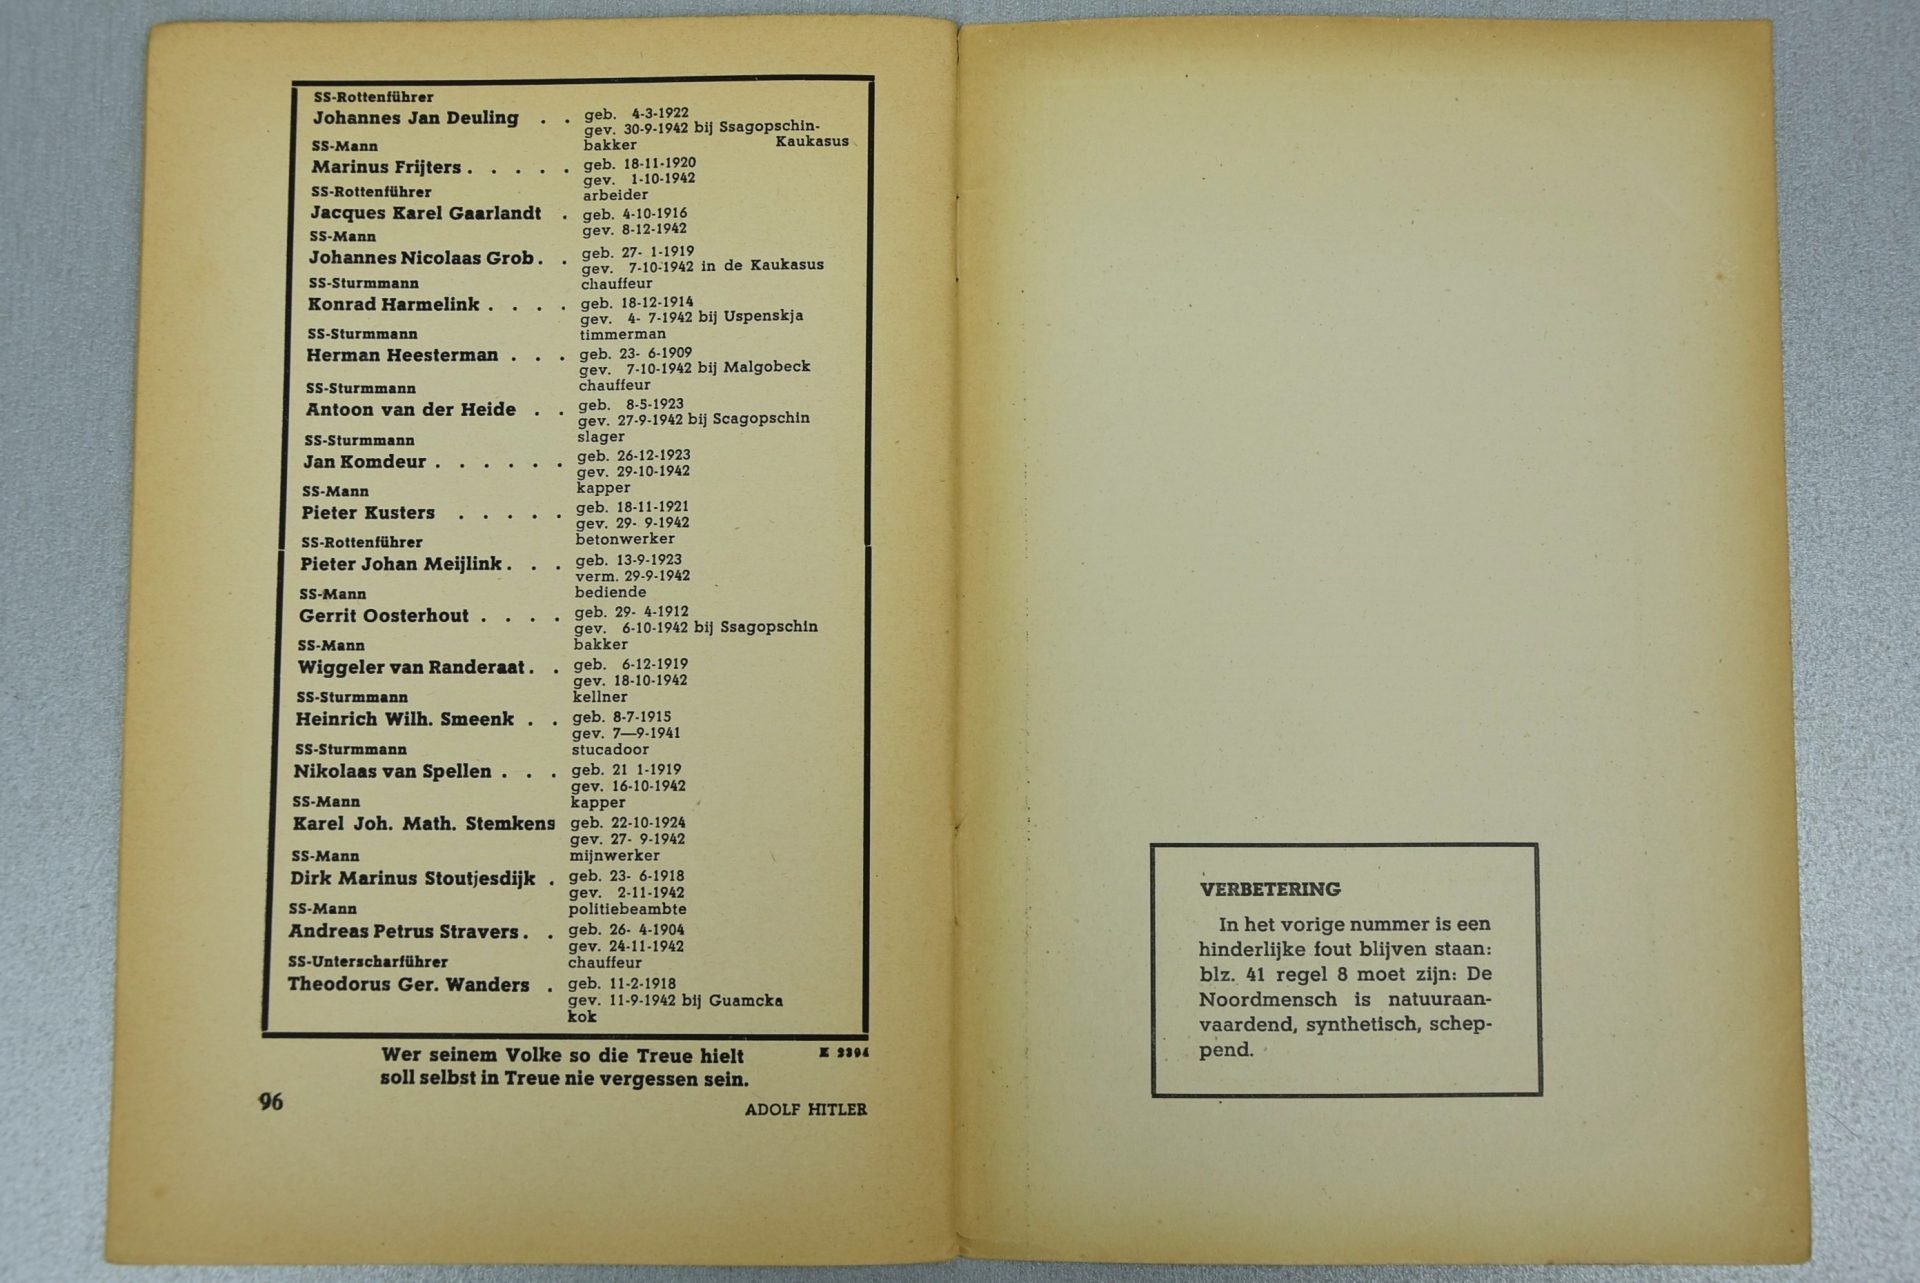 SS-Rottenführer
Johannes Jan Deuling . . geb. 4-3-1922
gev. 30-9-1942 bij Ssagopschin-
Kaukasus
bakker
SS-Mann
Marinus Frijters . . . . . geb. 18-11-1920
gev. 1-10-1942
arbeider
SS-Rottenführer
Jacques Karel Gaarlandt . geb. 4-10-1916
gev. 8-12-1942
SS-Mann
Johannes Nicolaas Grob . . geb. 27- 1-1919
gev. 7-10-1942 in de Kaukasus
chauffeur
SS-Sturmmann
Konrad Harmelink . . . . geb. 18-12-1914
gev. 4- 7-1942 bij Uspenskja
timmerman
SS-Sturmmann
Herman Heesterman . . . geb. 23- 6-1909
gev. 7-10-1942 bij Malgobeck
chauffeur
SS-Sturmmann
Antoon van der Heide . . geb. 8-5-1923
gev. 27-9-1942 bij Scagopschin
slager
SS-Sturmmann
Jan Komdeur . . . . . . geb. 26-12-1923
gev. 29-10-1942
kapper
SS-Mann
Pieter Kusters . . . . . geb. 18-11-1921
gev. 29- 9-1942
betonwerker
SS-Rottenführer
Pieter Johan Meijlink . . . geb. 13-9-1923
verm. 29-9-1942
bediende
SS-Mann
Gerrit Oosterhout . . . . geb. 29- 4-1912
gev. 6-10-1942 bij Ssagopschin
bakker
SS-Mann
Wiggeler van Randeraat . . geb. 6-12-1919
gev. 18-10-1942
kellner
SS-Sturmmann
Heinrich Wilh. Smeenk . . geb. 8-7-1915
gev. 7—9-1941
stucadoor
SS-Sturmmann
Nikolaas van Spellen . . . geb. 21 1-1919
gev. 16-10-1942
kapper
SS-Mann
Karel Joh. Math. Stemkens geb. 22-10-1924
gev. 27- 9-1942
mijnwerker
SS-Mann
Dirk Marinus Stoutjesdijk . geb. 23- 6-1918
gev. 2-11-1942
politiebeambte
SS-Mann
Andreas Petrus Stravers . . geb. 26- 4-1904
gev. 24-11-1942
chauffeur
SS-Unterscharführer
Theodorus Ger. Wanders . geb. 11-2-1918
gev. 11-9-1942 bij Guamcka
kok
Wer seinem Volke so die Treue hielt
soll selbst in Treue nie vergessen sein.
K 2394
ADOLF HITLER
96
VERBETERING
In het vorige nummer is een
hinderlijke fout blijven staan:
blz. 41 regel 8 moet zijn: De
Noordmensch is natuuraan-
vaardend, synthetisch, schep-
pend.